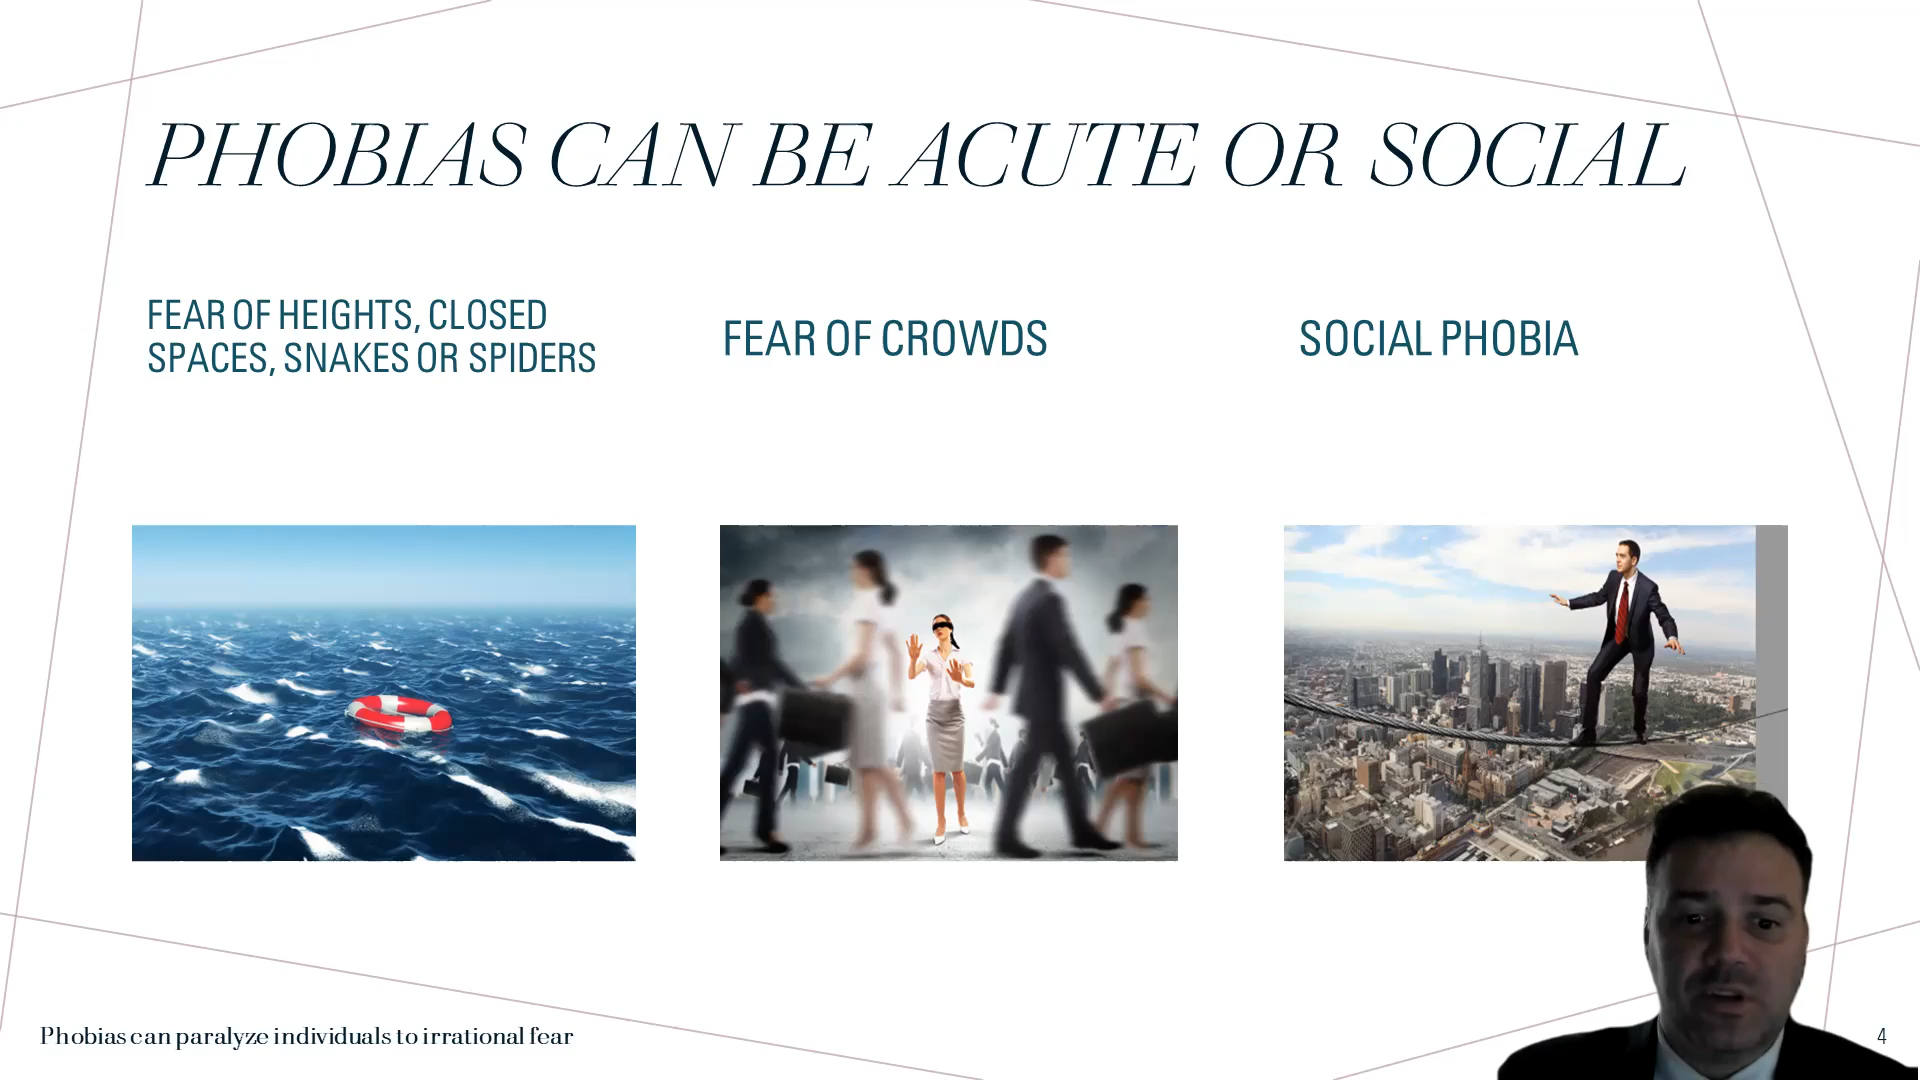 PHOBIAS CAN BE ACUTE OR SOCIAL
FEAR OF HEIGHTS, CLOSED
SPACES, SNAKES OR SPIDERS
FEAR OF CROWDS
SOCIAL PHOBIA
Phobias can paralyze individuals to irrational fear
4